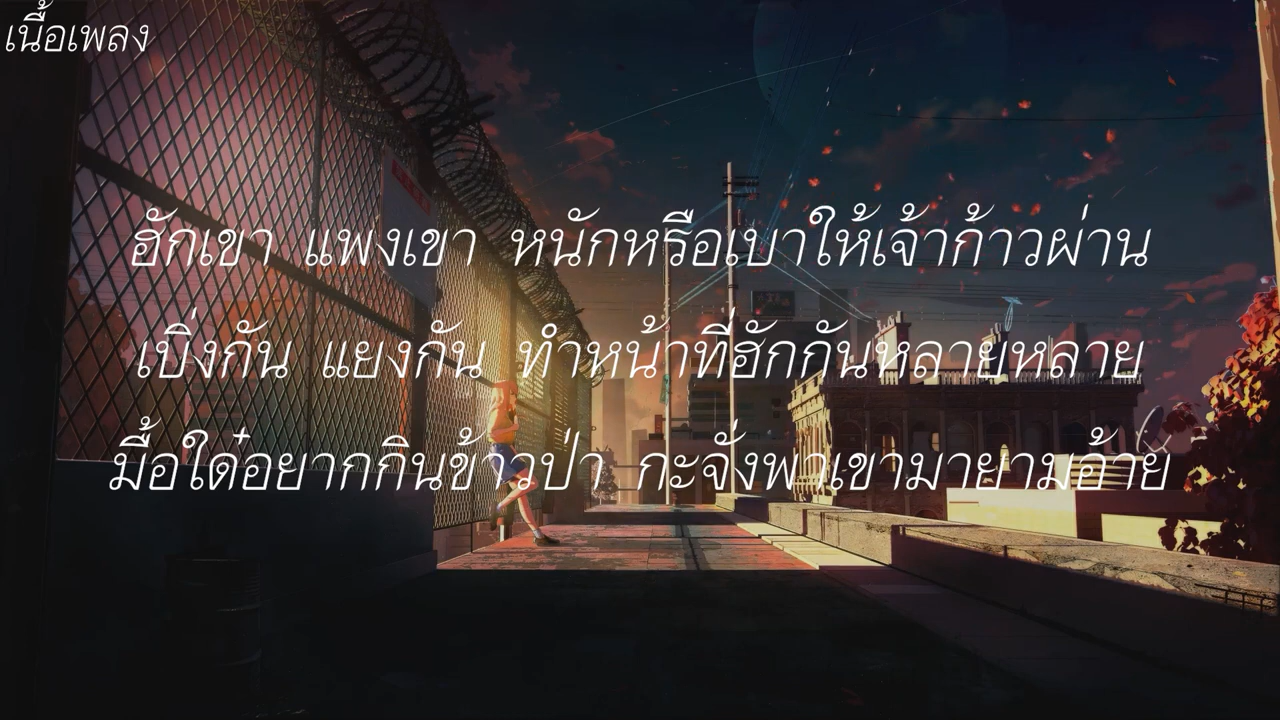 เนื้อเพลง
ฮักเขา แพงเขา หนักหรือเบาให้เจ้าก้าวผ่าน
เบิ่งกัน แยงกัน ทำหน้าที่ฮักกันหลายหลาย
มื้อใด๋อยากกินข้าวป่า กะจั่งพาเขามายามอ้าย